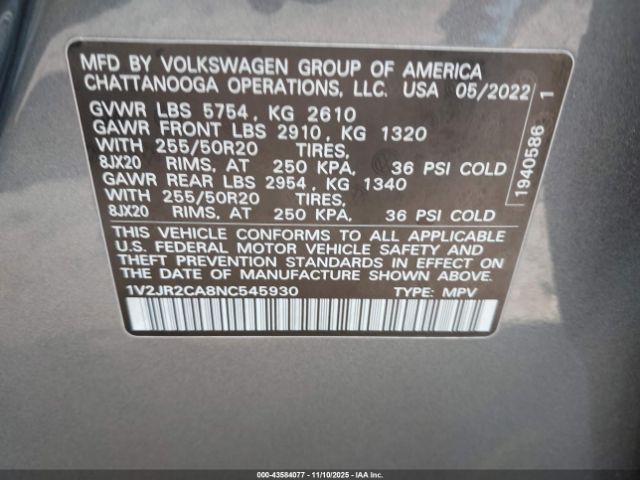 MFD BY VOLKSWAGEN GROUP OF AMERICA
CHATTANOOGA OPERATIONS, LLC. USA 05/2022
GVWR LBS 5754, KG 2610
GAWR FRONT LBS 2910, KG 1320
WITH 255/50R20 TIRES,
8JX20 RIMS, AT 250 KPA, 36 PSI COLD
GAWR REAR LBS 2954, KG 1340
WITH 255/50R20 TIRES,
8JX20 RIMS, AT 250 KPA, 36 PSI COLD
THIS VEHICLE CONFORMS TO ALL APPLICABLE
U.S. FEDERAL MOTOR VEHICLE SAFETY AND
THEFT PREVENTION STANDARDS IN EFFECT
ON THE DATE OF MANUFACTURE SHOWN ABOVE.
1V2JR2CA8NC545930 TYPE: MPV
1940586 1
000-43584077 - 11/10/2025 - IAAI.com